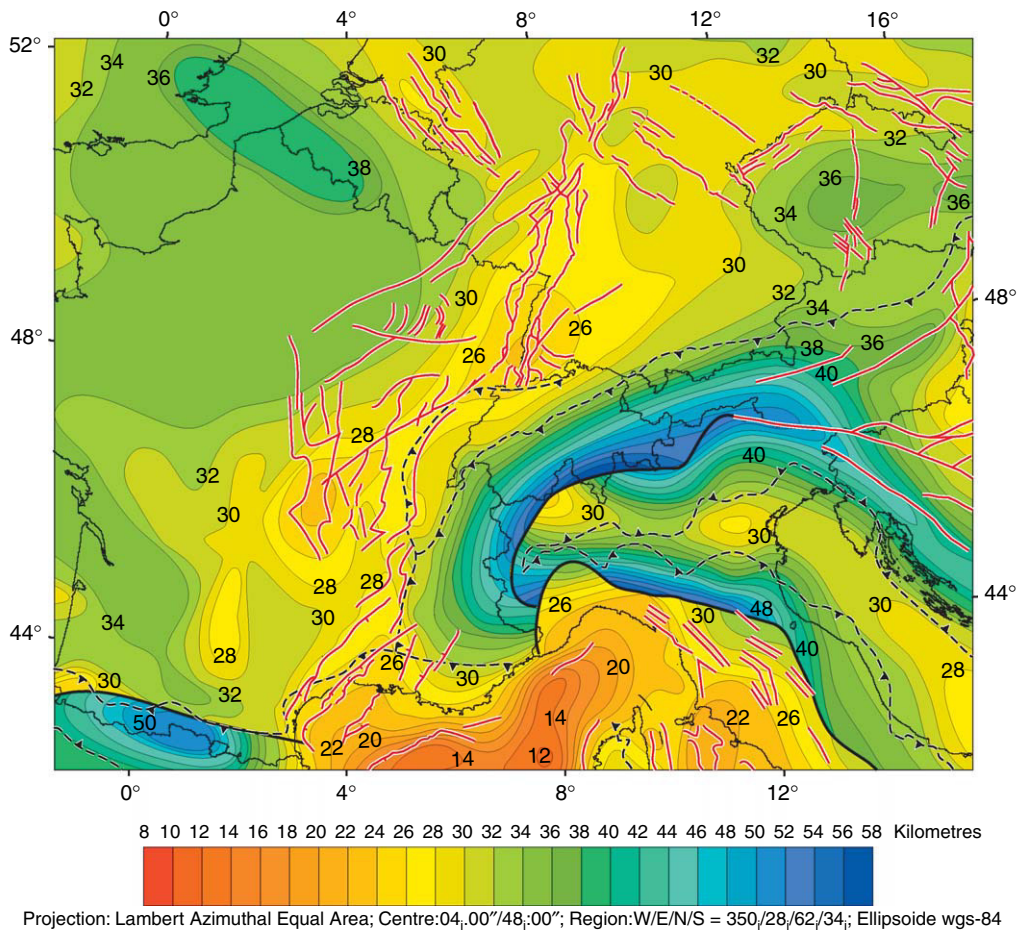 0° 4° 8° 12° 16°
52°
34 36 30 32
32 30 30
38 32
36 36
34
30
30 32 34
48° 48°
26 38 36
26 40
28
32 40
30 30
30
28 28
44° 34 30 26 30 48 30 44°
28 26 40
30 32 30 20 28
50 14 22 26
22 20 14 12
0° 4° 8° 12°
8 10 12 14 16 18 20 22 24 26 28 30 32 34 36 38 40 42 44 46 48 50 52 54 56 58 Kilometres
Projection: Lambert Azimuthal Equal Area; Centre:04¡.00″/48¡:00″; Region:W/E/N/S = 350¡/28¡/62¡/34¡; Ellipsoide wgs-84